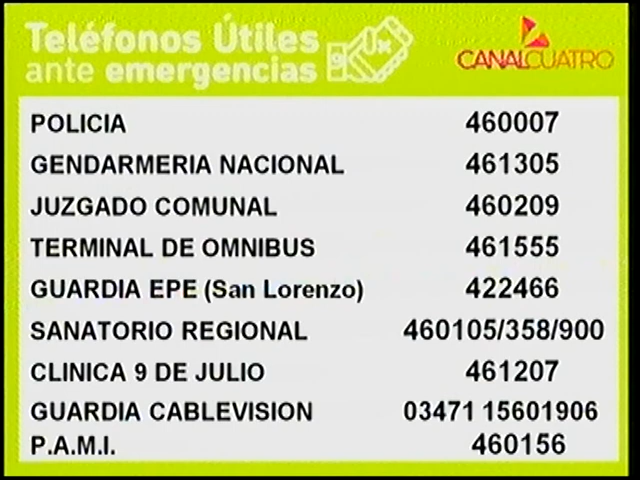 Teléfonos Útiles
ante emergencias
CANALCUATRO
POLICIA 460007
GENDARMERIA NACIONAL 461305
JUZGADO COMUNAL 460209
TERMINAL DE OMNIBUS 461555
GUARDIA EPE (San Lorenzo) 422466
SANATORIO REGIONAL 460105/358/900
CLINICA 9 DE JULIO 461207
GUARDIA CABLEVISION 03471 15601906
P.A.M.I. 460156